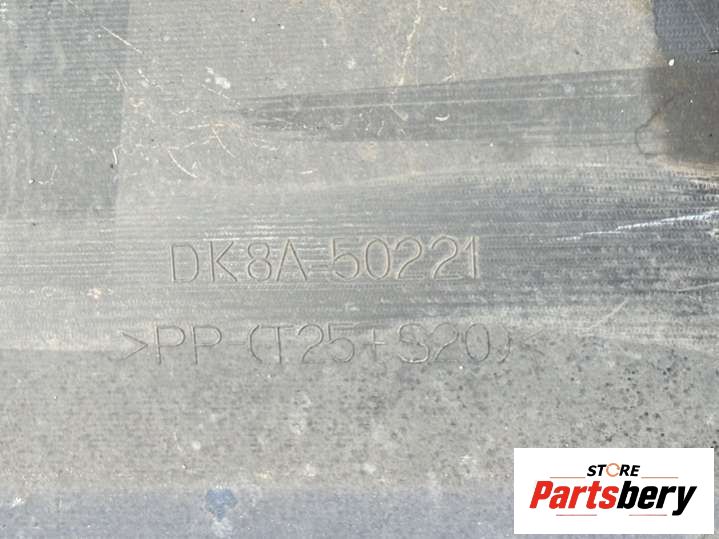 DK8A-50221
>PP-(T25+S20)<
STORE
Partsbery